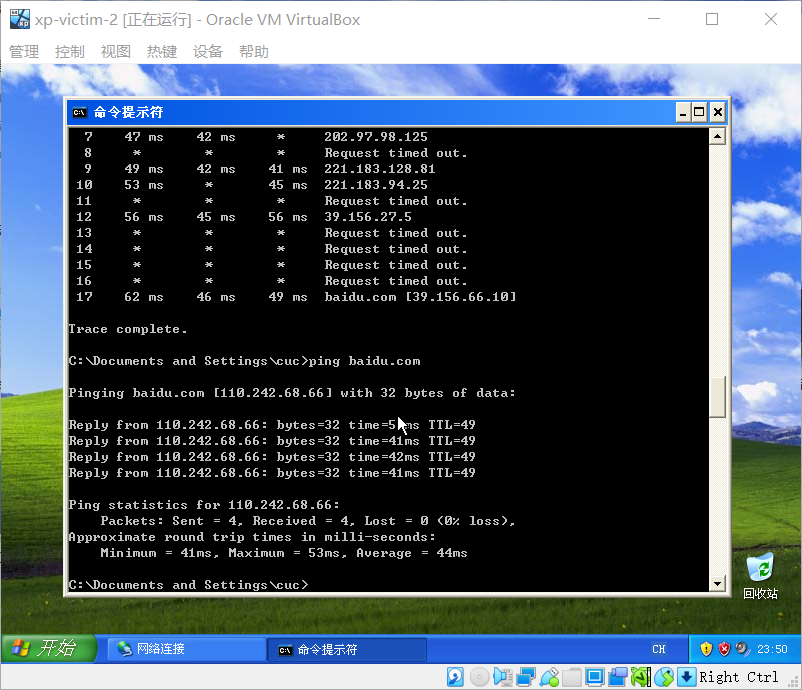 xp-victim-2 [正在运行] - Oracle VM VirtualBox
管理 控制 视图 热键 设备 帮助
命令提示符
7 47 ms 42 ms * 202.97.98.125
8 * * * Request timed out.
9 49 ms 42 ms 41 ms 221.183.128.81
10 53 ms * 45 ms 221.183.94.25
11 * * * Request timed out.
12 56 ms 45 ms 56 ms 39.156.27.5
13 * * * Request timed out.
14 * * * Request timed out.
15 * * * Request timed out.
16 * * * Request timed out.
17 62 ms 46 ms 49 ms baidu.com [39.156.66.10]
Trace complete.
C:\Documents and Settings\cuc>ping baidu.com
Pinging baidu.com [110.242.68.66] with 32 bytes of data:
Reply from 110.242.68.66: bytes=32 TTL=49
Reply from 110.242.68.66: bytes=32 time=41ms TTL=49
Reply from 110.242.68.66: bytes=32 time=42ms TTL=49
Reply from 110.242.68.66: bytes=32 time=41ms TTL=49
Ping statistics for 110.242.68.66:
Packets: Sent = 4, Received = 4, Lost = 0 (0% loss),
Approximate round trip times in milli-seconds:
Minimum = 41ms, Maximum = 53ms, Average = 44ms
C:\Documents and Settings\cuc>
回收站
开始 网络连接 命令提示符 CH 23:50
Right Ctrl